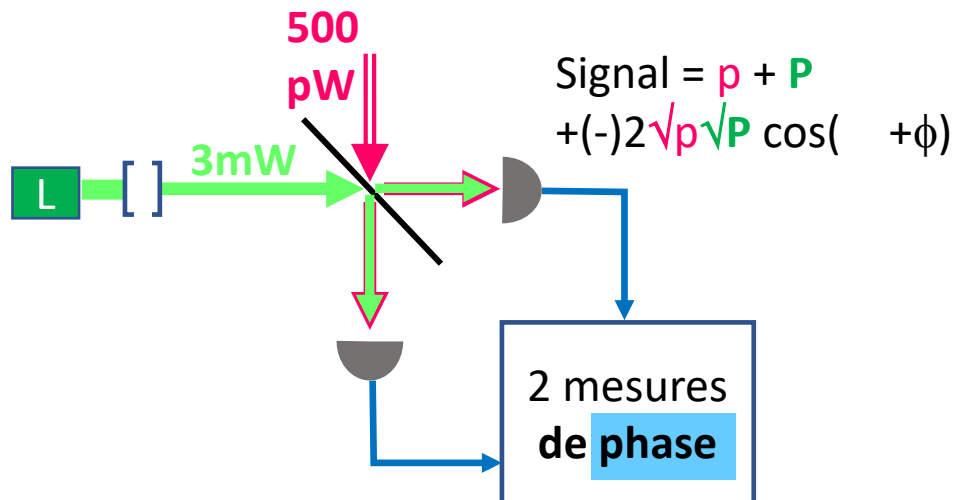 500
pW
Signal = p + P
+(-)2√p√P cos( +ϕ)
3mW
L
2 mesures
de phase